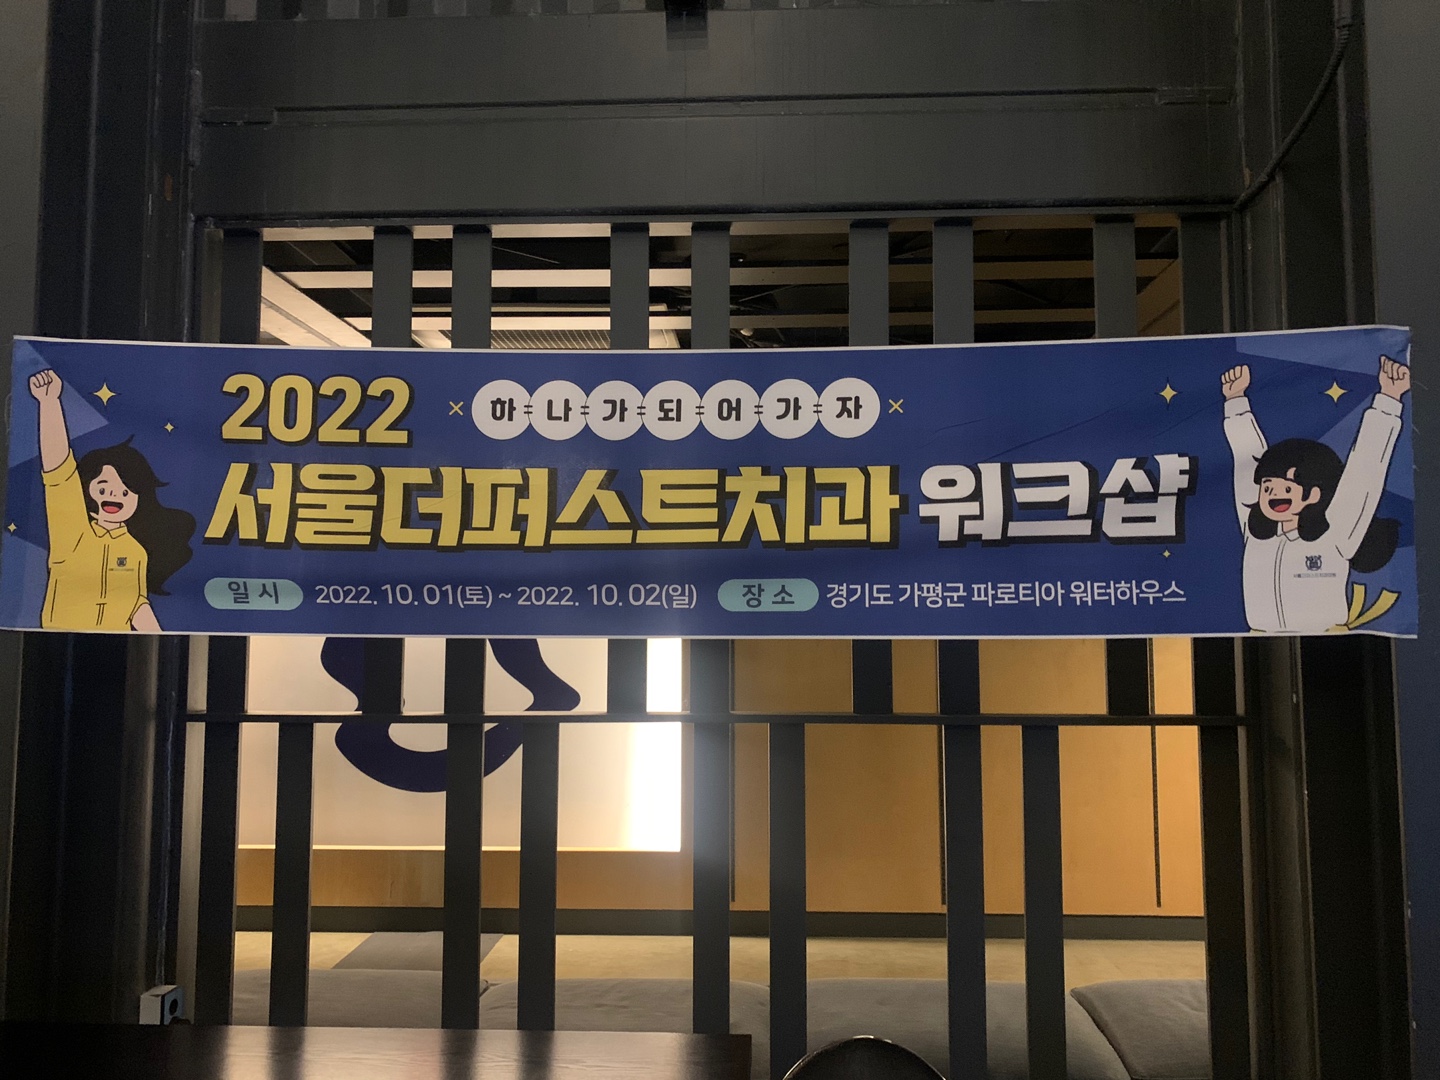 2022
하나가되어가자
서울더퍼스트치과 워크샵
일시 2022. 10. 01(토) ~ 2022. 10. 02(일) 장소 경기도 가평군 파로티아 워터하우스